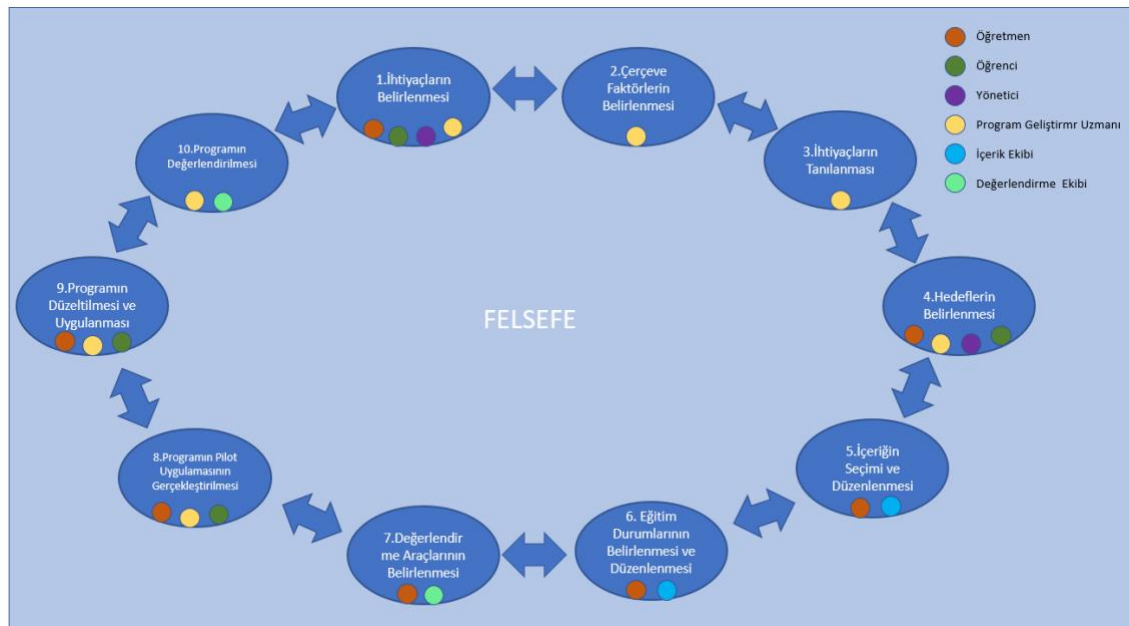 1.İhtiyaçların
Belirlenmesi
2.Çerçeve
Faktörlerin
Belirlenmesi
3.İhtiyaçların
Tanılanması
4.Hedeflerin
Belirlenmesi
5.İçeriğin
Seçimi ve
Düzenlenmesi
6. Eğitim
Durumlarının
Belirlenmesi ve
Düzenlenmesi
7.Değerlendir
me Araçlarının
Belirlenmesi
8.Programın Pilot
Uygulamasının
Gerçekleştirilmesi
9.Programın
Düzeltilmesi ve
Uygulanması
10.Programın
Değerlendirilmesi
FELSEFE
Öğretmen
Öğrenci
Yönetici
Program Geliştirmr Uzmanı
İçerik Ekibi
Değerlendirme Ekibi